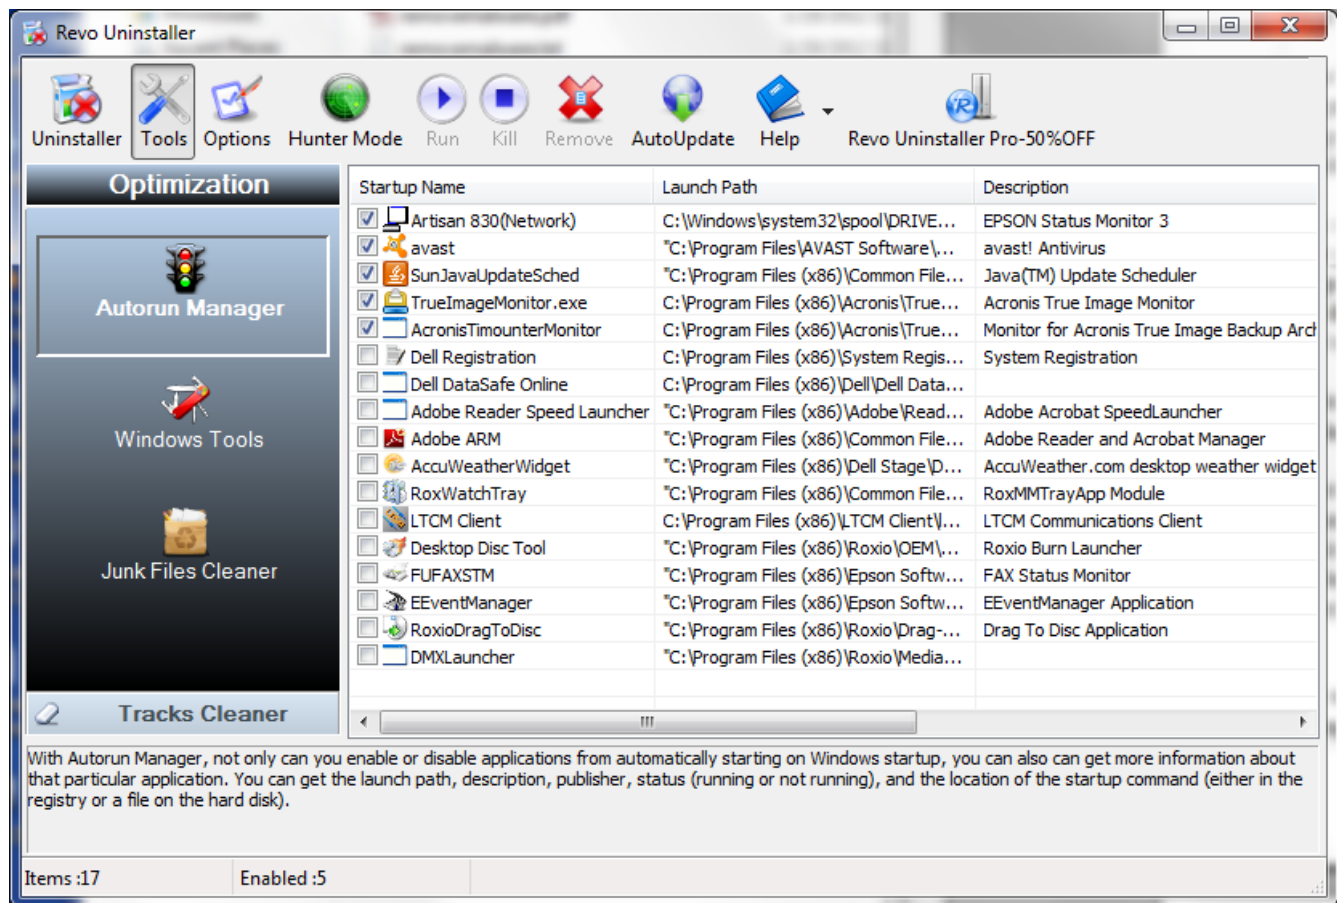 Revo Uninstaller
Uninstaller Tools Options Hunter Mode Run Kill Remove AutoUpdate Help Revo Uninstaller Pro-50%OFF
Optimization
Autorun Manager
Windows Tools
Junk Files Cleaner
Tracks Cleaner
Startup Name Launch Path Description
Artisan 830(Network) C:\Windows\system32\spool\DRIVE... EPSON Status Monitor 3
avast "C:\Program Files\AVAST Software\... avast! Antivirus
SunJavaUpdateSched "C:\Program Files (x86)\Common File... Java(TM) Update Scheduler
TrueImageMonitor.exe C:\Program Files (x86)\Acronis\True... Acronis True Image Monitor
AcronisTimounterMonitor C:\Program Files (x86)\Acronis\True... Monitor for Acronis True Image Backup Arch
Dell Registration C:\Program Files (x86)\System Regis... System Registration
Dell DataSafe Online C:\Program Files (x86)\Dell\Dell Data...
Adobe Reader Speed Launcher "C:\Program Files (x86)\Adobe\Read... Adobe Acrobat SpeedLauncher
Adobe ARM "C:\Program Files (x86)\Common File... Adobe Reader and Acrobat Manager
AccuWeatherWidget "C:\Program Files (x86)\Dell Stage\D... AccuWeather.com desktop weather widget
RoxWatchTray "C:\Program Files (x86)\Common File... RoxMMTrayApp Module
LTCM Client C:\Program Files (x86)\LTCM Client\l... LTCM Communications Client
Desktop Disc Tool "C:\Program Files (x86)\Roxio\OEM\... Roxio Burn Launcher
FUFAXSTM "C:\Program Files (x86)\Epson Softw... FAX Status Monitor
EEventManager "C:\Program Files (x86)\Epson Softw... EEventManager Application
RoxioDragToDisc "C:\Program Files (x86)\Roxio\Drag-... Drag To Disc Application
DMXLauncher "C:\Program Files (x86)\Roxio\Media...
With Autorun Manager, not only can you enable or disable applications from automatically starting on Windows startup, you can also can get more information about
that particular application. You can get the launch path, description, publisher, status (running or not running), and the location of the startup command (either in the
registry or a file on the hard disk).
Items :17 Enabled :5